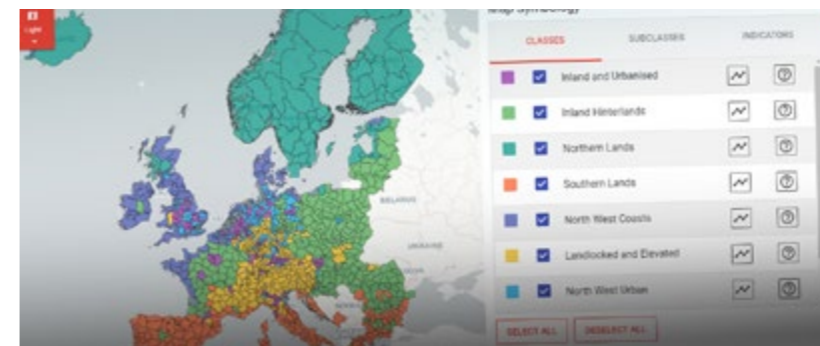 Light
Map Symbology
CLASSES SUBCLASSES INDICATORS
Inland and Urbanised
Inland Hinterlands
Northern Lands
Southern Lands
North West Coasts
Landlocked and Elevated
North West Urban
SELECT ALL DESELECT ALL
BELARUS
UKRAINE